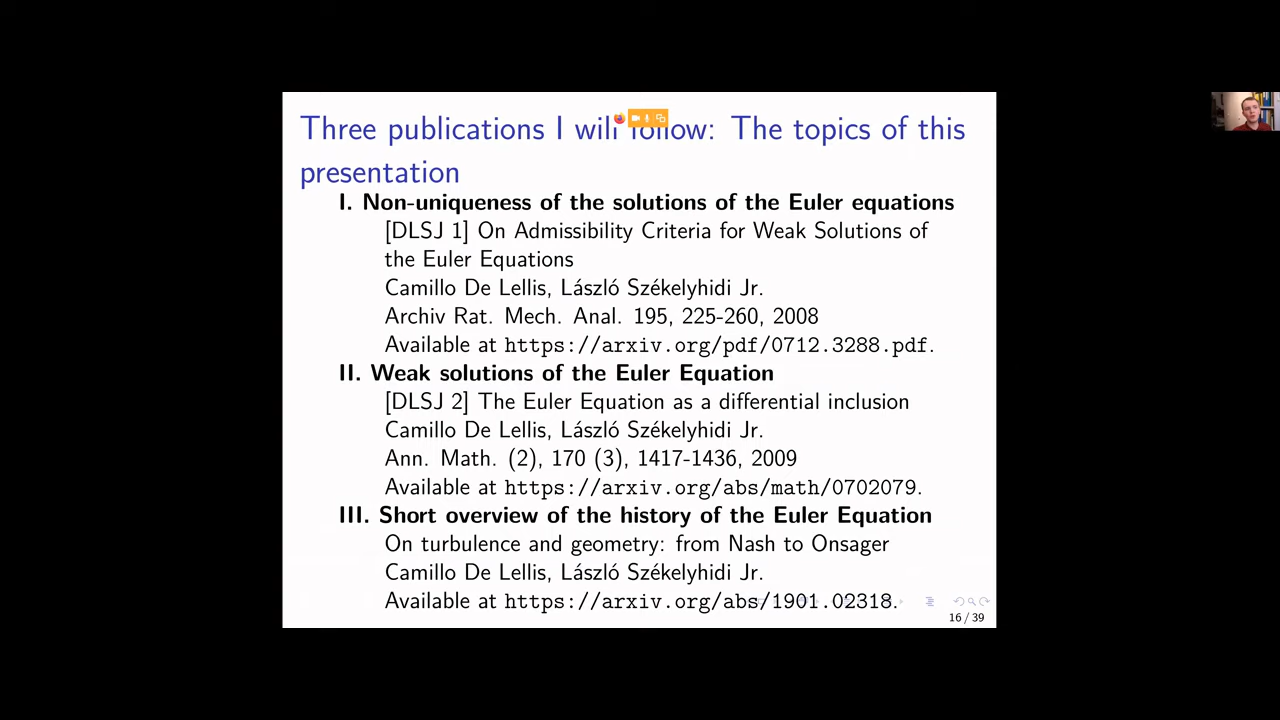 Three publications I will follow: The topics of this
presentation
I. Non-uniqueness of the solutions of the Euler equations
[DLSJ 1] On Admissibility Criteria for Weak Solutions of
the Euler Equations
Camillo De Lellis, László Székelyhidi Jr.
Archiv Rat. Mech. Anal. 195, 225-260, 2008
Available at https://arxiv.org/pdf/0712.3288.pdf.
II. Weak solutions of the Euler Equation
[DLSJ 2] The Euler Equation as a differential inclusion
Camillo De Lellis, László Székelyhidi Jr.
Ann. Math. (2), 170 (3), 1417-1436, 2009
Available at https://arxiv.org/abs/math/0702079.
III. Short overview of the history of the Euler Equation
On turbulence and geometry: from Nash to Onsager
Camillo De Lellis, László Székelyhidi Jr.
Available at https://arxiv.org/abs/1901.02318.
16 / 39